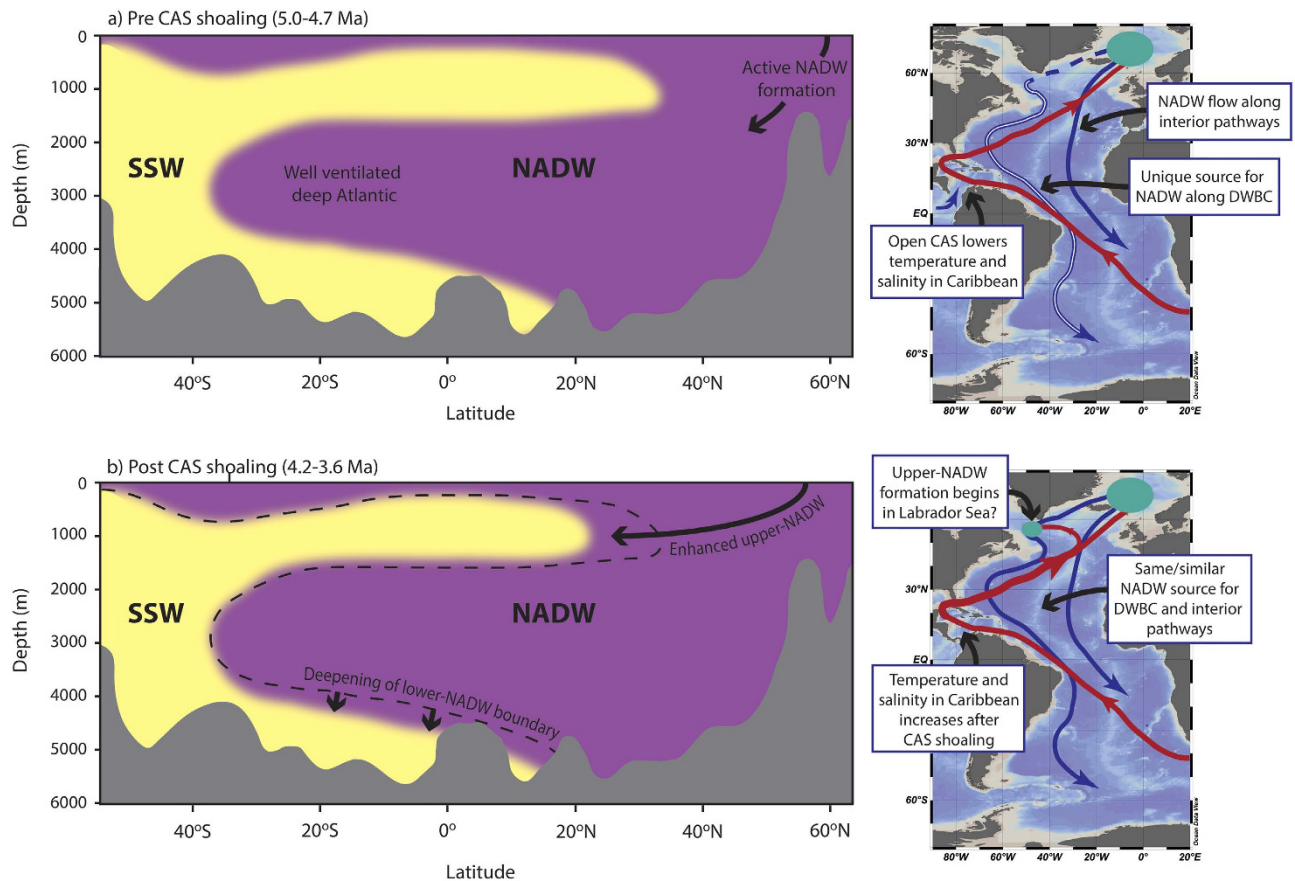 a) Pre CAS shoaling (5.0-4.7 Ma)
0
1000
2000
3000
4000
5000
6000
Depth (m)
SSW
Well ventilated
deep Atlantic
NADW
Active NADW
formation
40°S
20°S
0°
20°N
40°N
60°N
Latitude
60°N
30°N
EQ
60°S
80°W
60°W
40°W
20°W
0°
20°E
NADW flow along
interior pathways
Unique source for
NADW along DWBC
Open CAS lowers
temperature and
salinity in Caribbean
Ocean Data View
b) Post CAS shoaling (4.2-3.6 Ma)
0
1000
2000
3000
4000
5000
6000
Depth (m)
SSW
NADW
Enhanced upper-NADW
Deepening of lower-NADW boundary
40°S
20°S
0°
20°N
40°N
60°N
Latitude
Upper-NADW
formation begins
in Labrador Sea?
30°N
EQ
60°S
80°W
60°W
40°W
20°W
0°
20°E
Same/similar
NADW source for
DWBC and interior
pathways
Temperature and
salinity in Caribbean
increases after
CAS shoaling
Ocean Data View